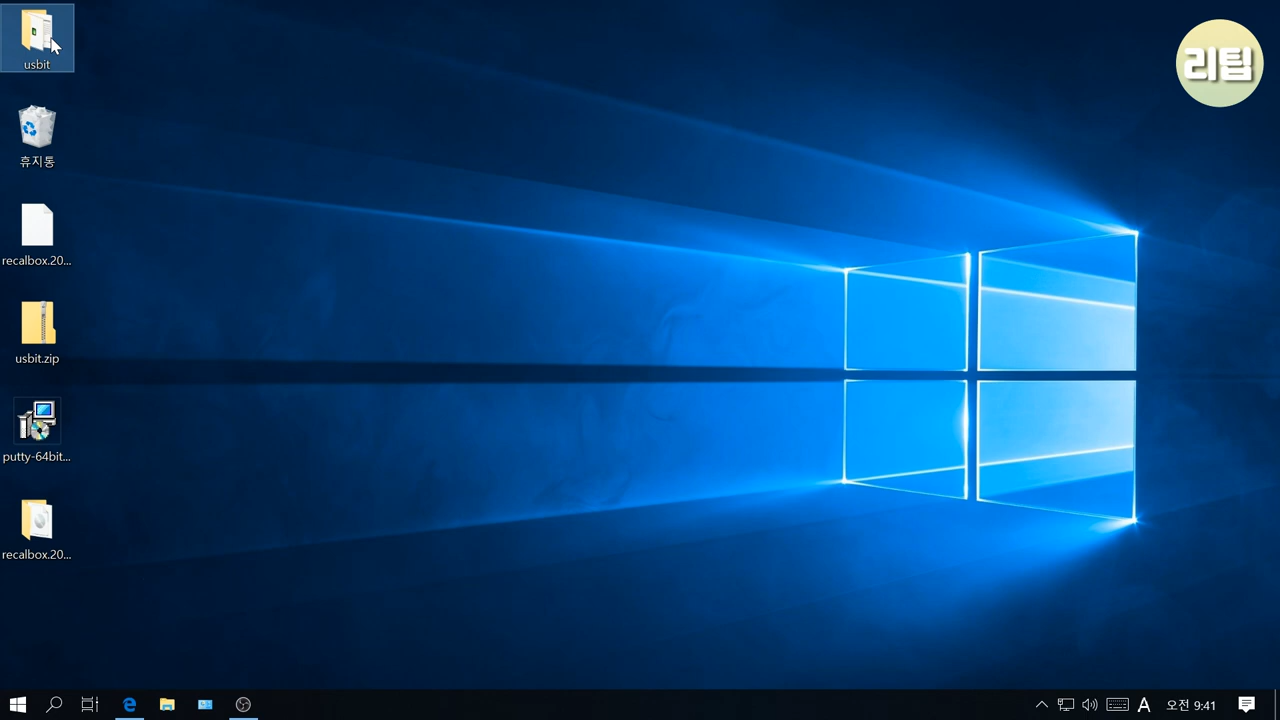 usbit
리팁
휴지통
recalbox.20...
usbit.zip
putty-64bit...
recalbox.20...
A
오전 9:41